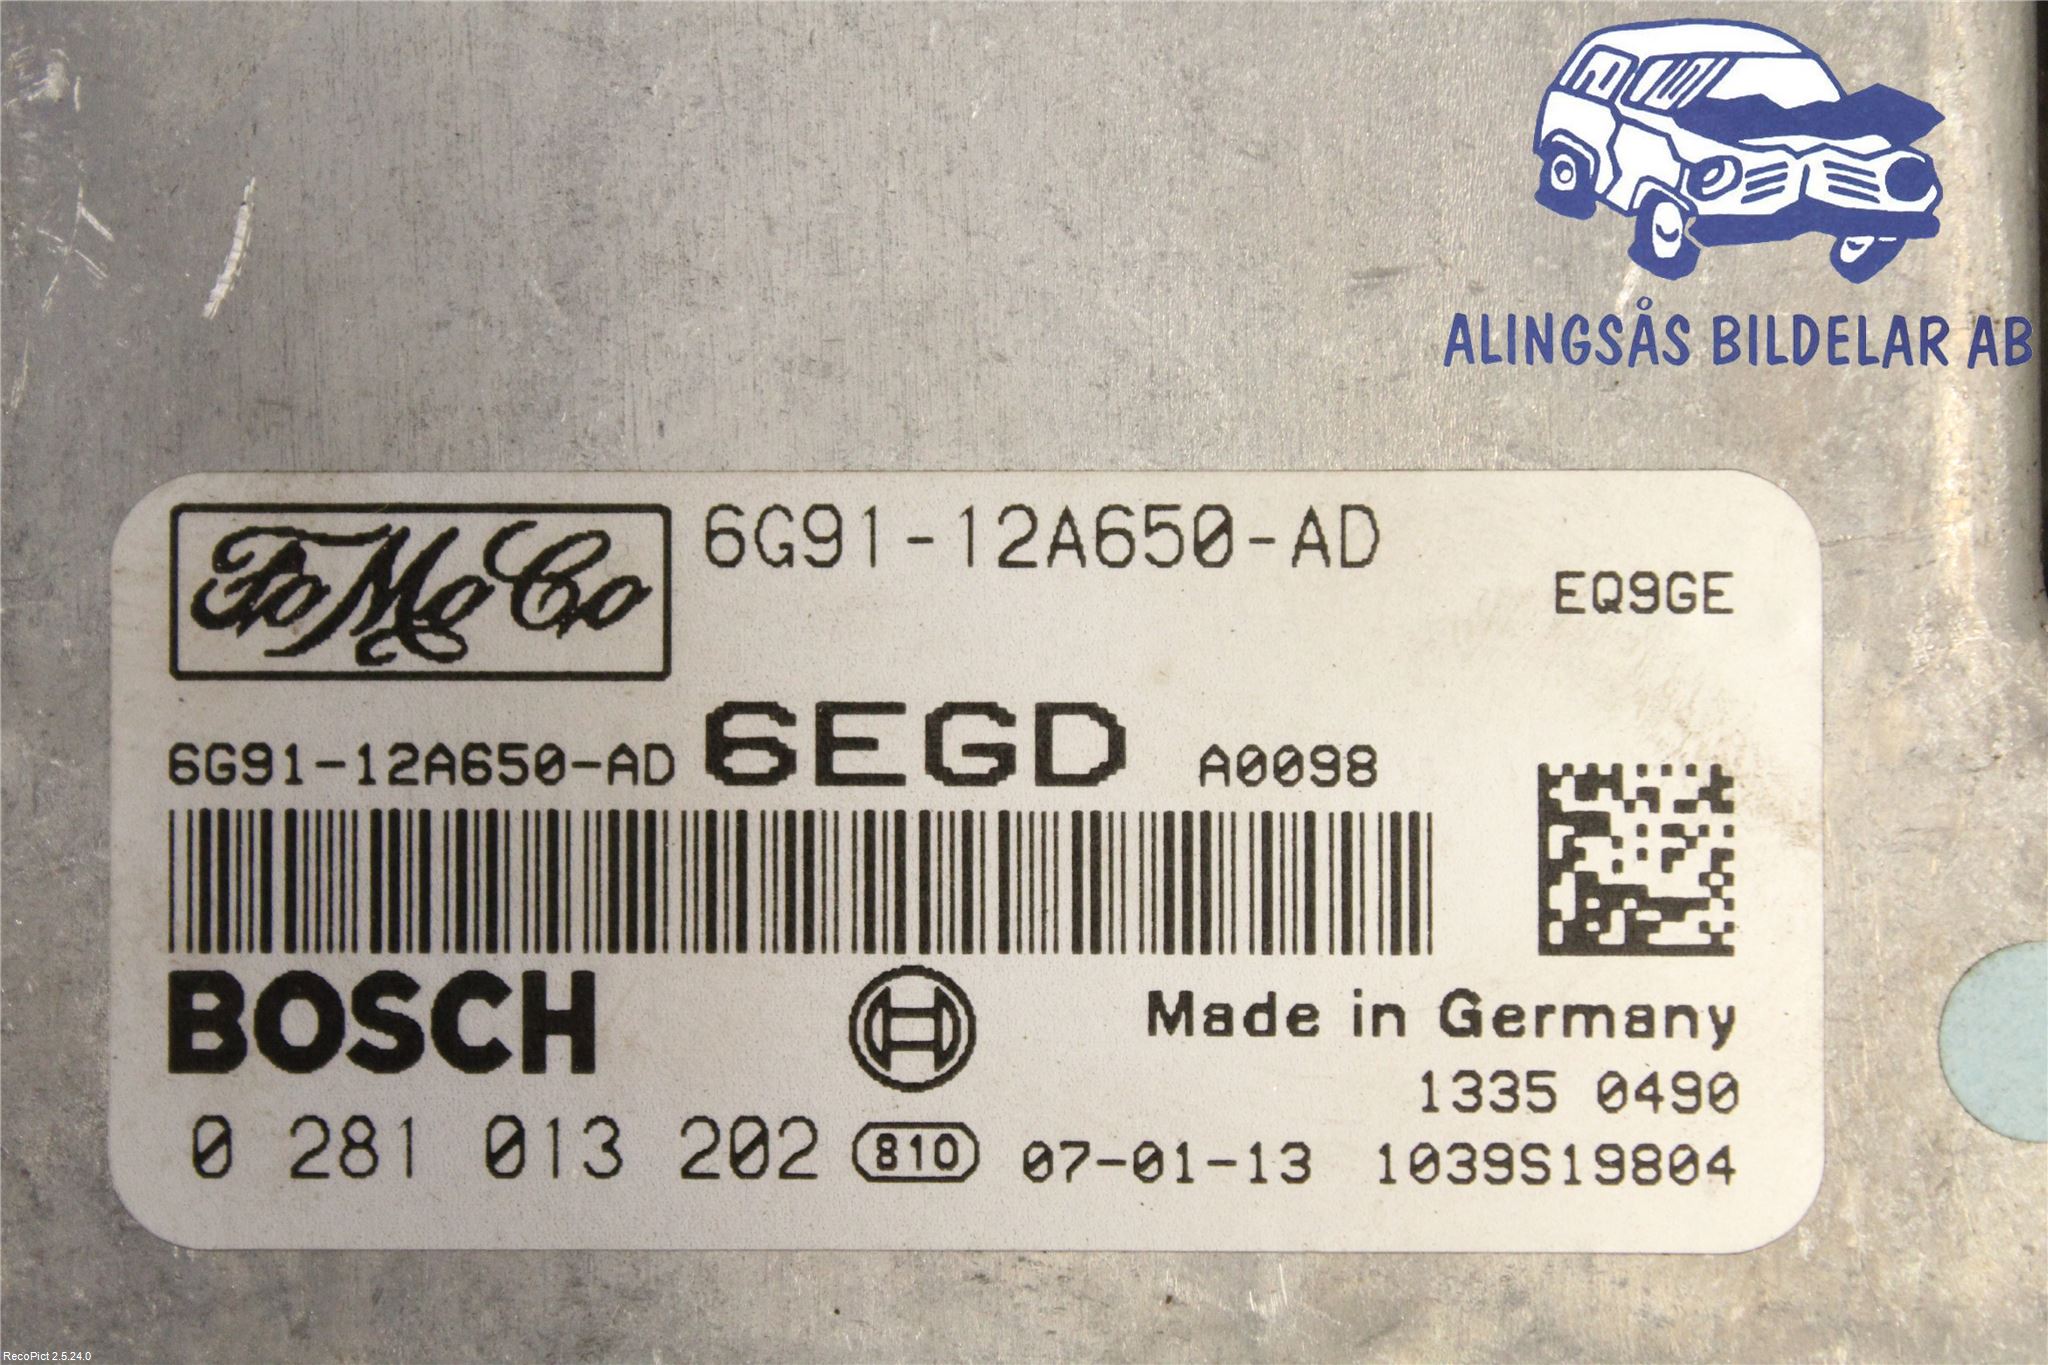 ALINGSÅS BILDELAR AB
FoMoCo
6G91-12A650-AD
EQ9GE
6G91-12A650-AD 6EGD A0098
BOSCH
Made in Germany
1335 0490
0 281 013 202 810 07-01-13 1039S19804
RecoPict 2.5.24.0